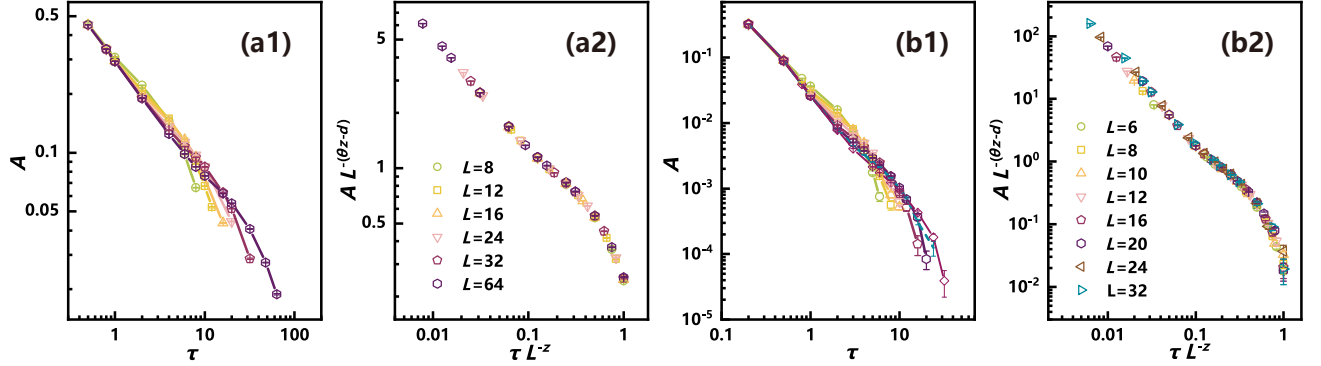 (a1)
A
0.5
0.1
0.05
1
10
100
τ
(a2)
A L^-(θz-d)
5
1
0.5
L=8
L=12
L=16
L=24
L=32
L=64
0.01
0.1
1
τ L^-z
(b1)
A
10^-1
10^-2
10^-3
10^-4
10^-5
1
10
τ
(b2)
A L^-(θz-d)
10^2
10^1
10^0
10^-1
10^-2
L=6
L=8
L=10
L=12
L=16
L=20
L=24
L=32
0.01
0.1
1
τ L^-z